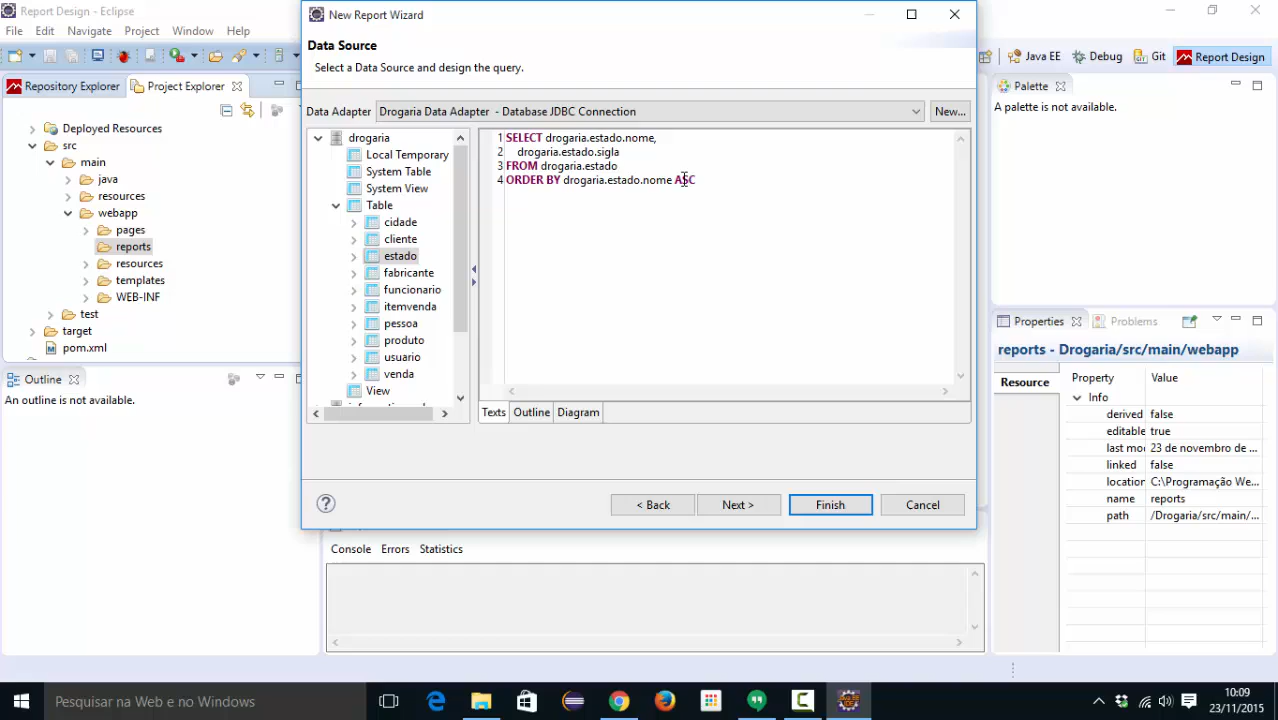 Report Design - Eclipse
File Edit Navigate Project Window
New Report Wizard
Data Source
Select a Data Source and design the query.
Data Adapter Drogaria Data Adapter - Database JDBC Connection New...
Java EE Debug Git Report Design
Repository Explorer Project Explorer
Deployed Resources
src
main
java
resources
webapp
pages
reports
resources
templates
WEB-INF
test
target
pom.xml
Outline
An outline is not available.
drogaria
Local Temporary
System Table
System View
Table
cidade
cliente
estado
fabricante
funcionario
itemvenda
pessoa
produto
usuario
venda
View
1 SELECT drogaria.estado.nome,
2 drogaria.estado.sigla
3 FROM drogaria.estado
4 ORDER BY drogaria.estado.nome ASC
Texts Outline Diagram
< Back Next > Finish Cancel
Console Errors Statistics
Palette
A palette is not available.
Properties Problems
reports - Drogaria/src/main/webapp
Resource
Property Value
Info
derived false
editable true
last mo 23 de novembro de ...
linked false
location C:\Programação We...
name reports
path /Drogaria/src/main/...
Pesquisar na Web e no Windows
10:09
23/11/2015